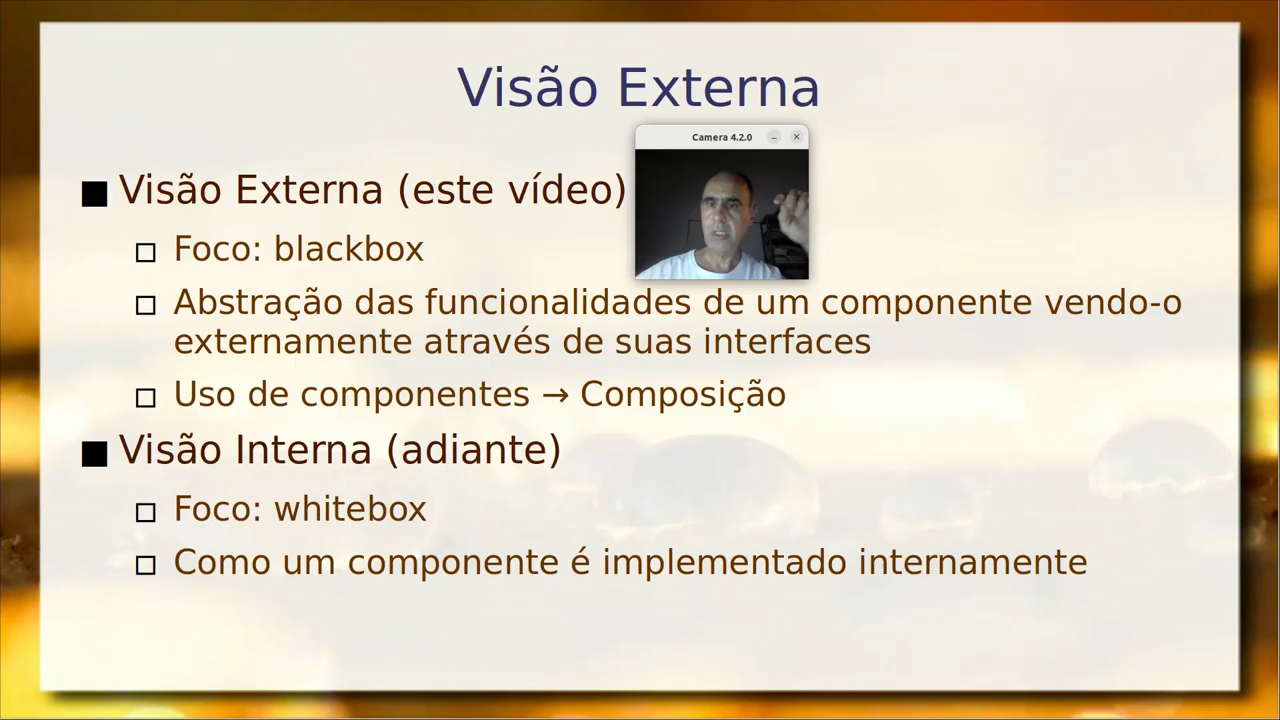 Visão Externa
Camera 4.2.0
Visão Externa (este vídeo)
Foco: blackbox
Abstração das funcionalidades de um componente vendo-o
externamente através de suas interfaces
Uso de componentes → Composição
Visão Interna (adiante)
Foco: whitebox
Como um componente é implementado internamente